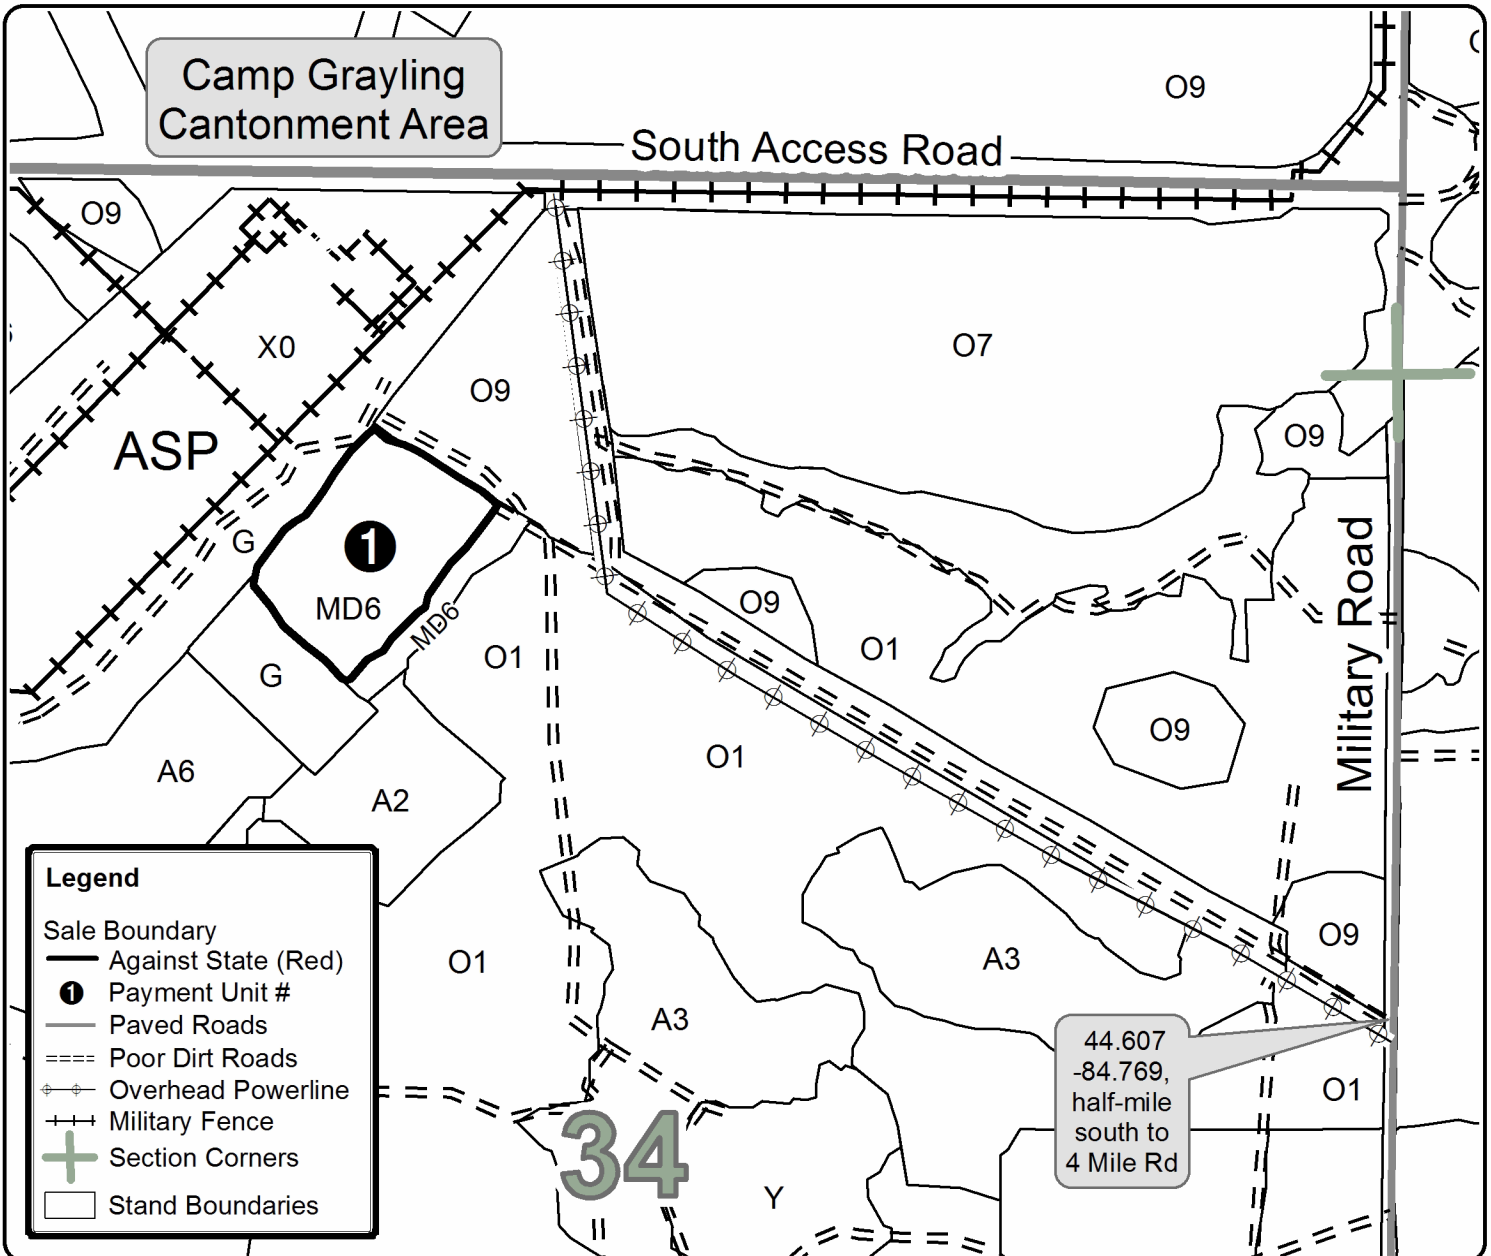 Camp Grayling
Cantonment Area
O9
South Access Road
O9
X0
O7
O9
ASP
O9
G
1
MD6
MD6
O9
O1
O1
G
Military Road
O9
O1
A6
A2
O9
O1
A3
A3
44.607
-84.769,
half-mile
south to
4 Mile Rd
O1
34
Y
Legend
Sale Boundary
Against State (Red)
1 Payment Unit #
Paved Roads
Poor Dirt Roads
Overhead Powerline
Military Fence
Section Corners
Stand Boundaries